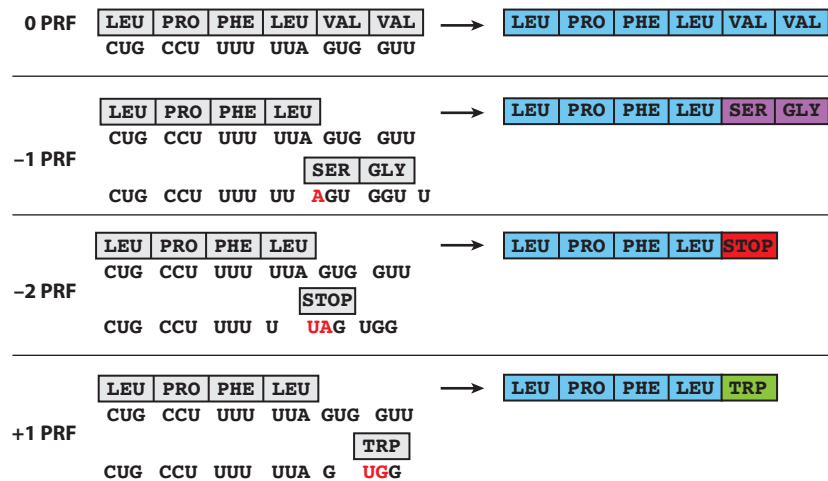 0 PRF LEU PRO PHE LEU VAL VAL LEU PRO PHE LEU VAL VAL
CUG CCU UUU UUA GUG GUU
LEU PRO PHE LEU LEU PRO PHE LEU SER GLY
CUG CCU UUU UUA GUG GUU
–1 PRF
SER GLY
CUG CCU UUU UU AGU GGU U
LEU PRO PHE LEU LEU PRO PHE LEU STOP
CUG CCU UUU UUA GUG GUU
–2 PRF
STOP
CUG CCU UUU U UAG UGG
LEU PRO PHE LEU LEU PRO PHE LEU TRP
CUG CCU UUU UUA GUG GUU
+1 PRF
TRP
CUG CCU UUU UUA G UGG